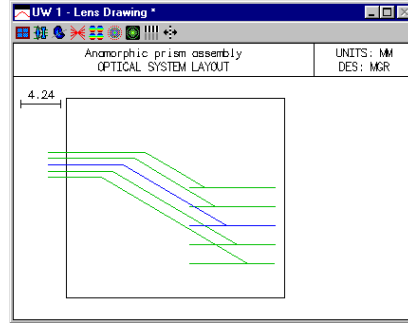 UW 1 - Lens Drawing *
Anamorphic prism assembly
OPTICAL SYSTEM LAYOUT
UNITS: MM
DES: MGR
4.24